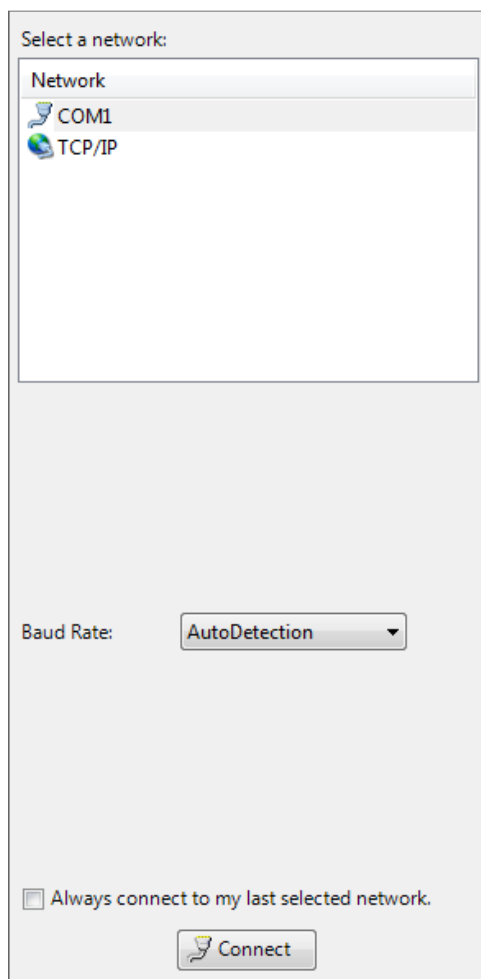 Select a network:
Network
COM1
TCP/IP
Baud Rate: AutoDetection
Always connect to my last selected network.
Connect